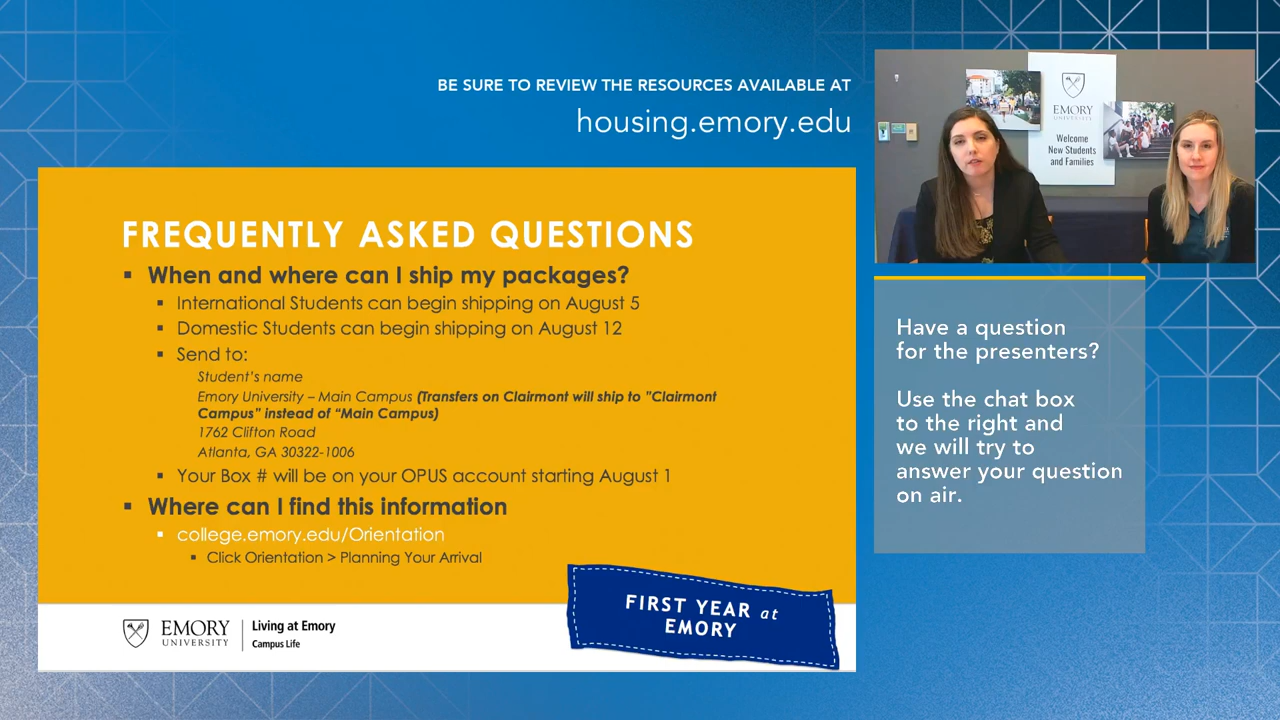 BE SURE TO REVIEW THE RESOURCES AVAILABLE AT
housing.emory.edu
FREQUENTLY ASKED QUESTIONS
▪ When and where can I ship my packages?
▪ International Students can begin shipping on August 5
▪ Domestic Students can begin shipping on August 12
▪ Send to:
Student's name
Emory University – Main Campus (Transfers on Clairmont will ship to "Clairmont
Campus" instead of "Main Campus)
1762 Clifton Road
Atlanta, GA 30322-1006
▪ Your Box # will be on your OPUS account starting August 1
▪ Where can I find this information
▪ college.emory.edu/Orientation
▪ Click Orientation > Planning Your Arrival
EMORY
UNIVERSITY
Living at Emory
Campus Life
FIRST YEAR at
EMORY
EMORY
UNIVERSITY
Welcome
New Students
and Families
Have a question
for the presenters?
Use the chat box
to the right and
we will try to
answer your question
on air.